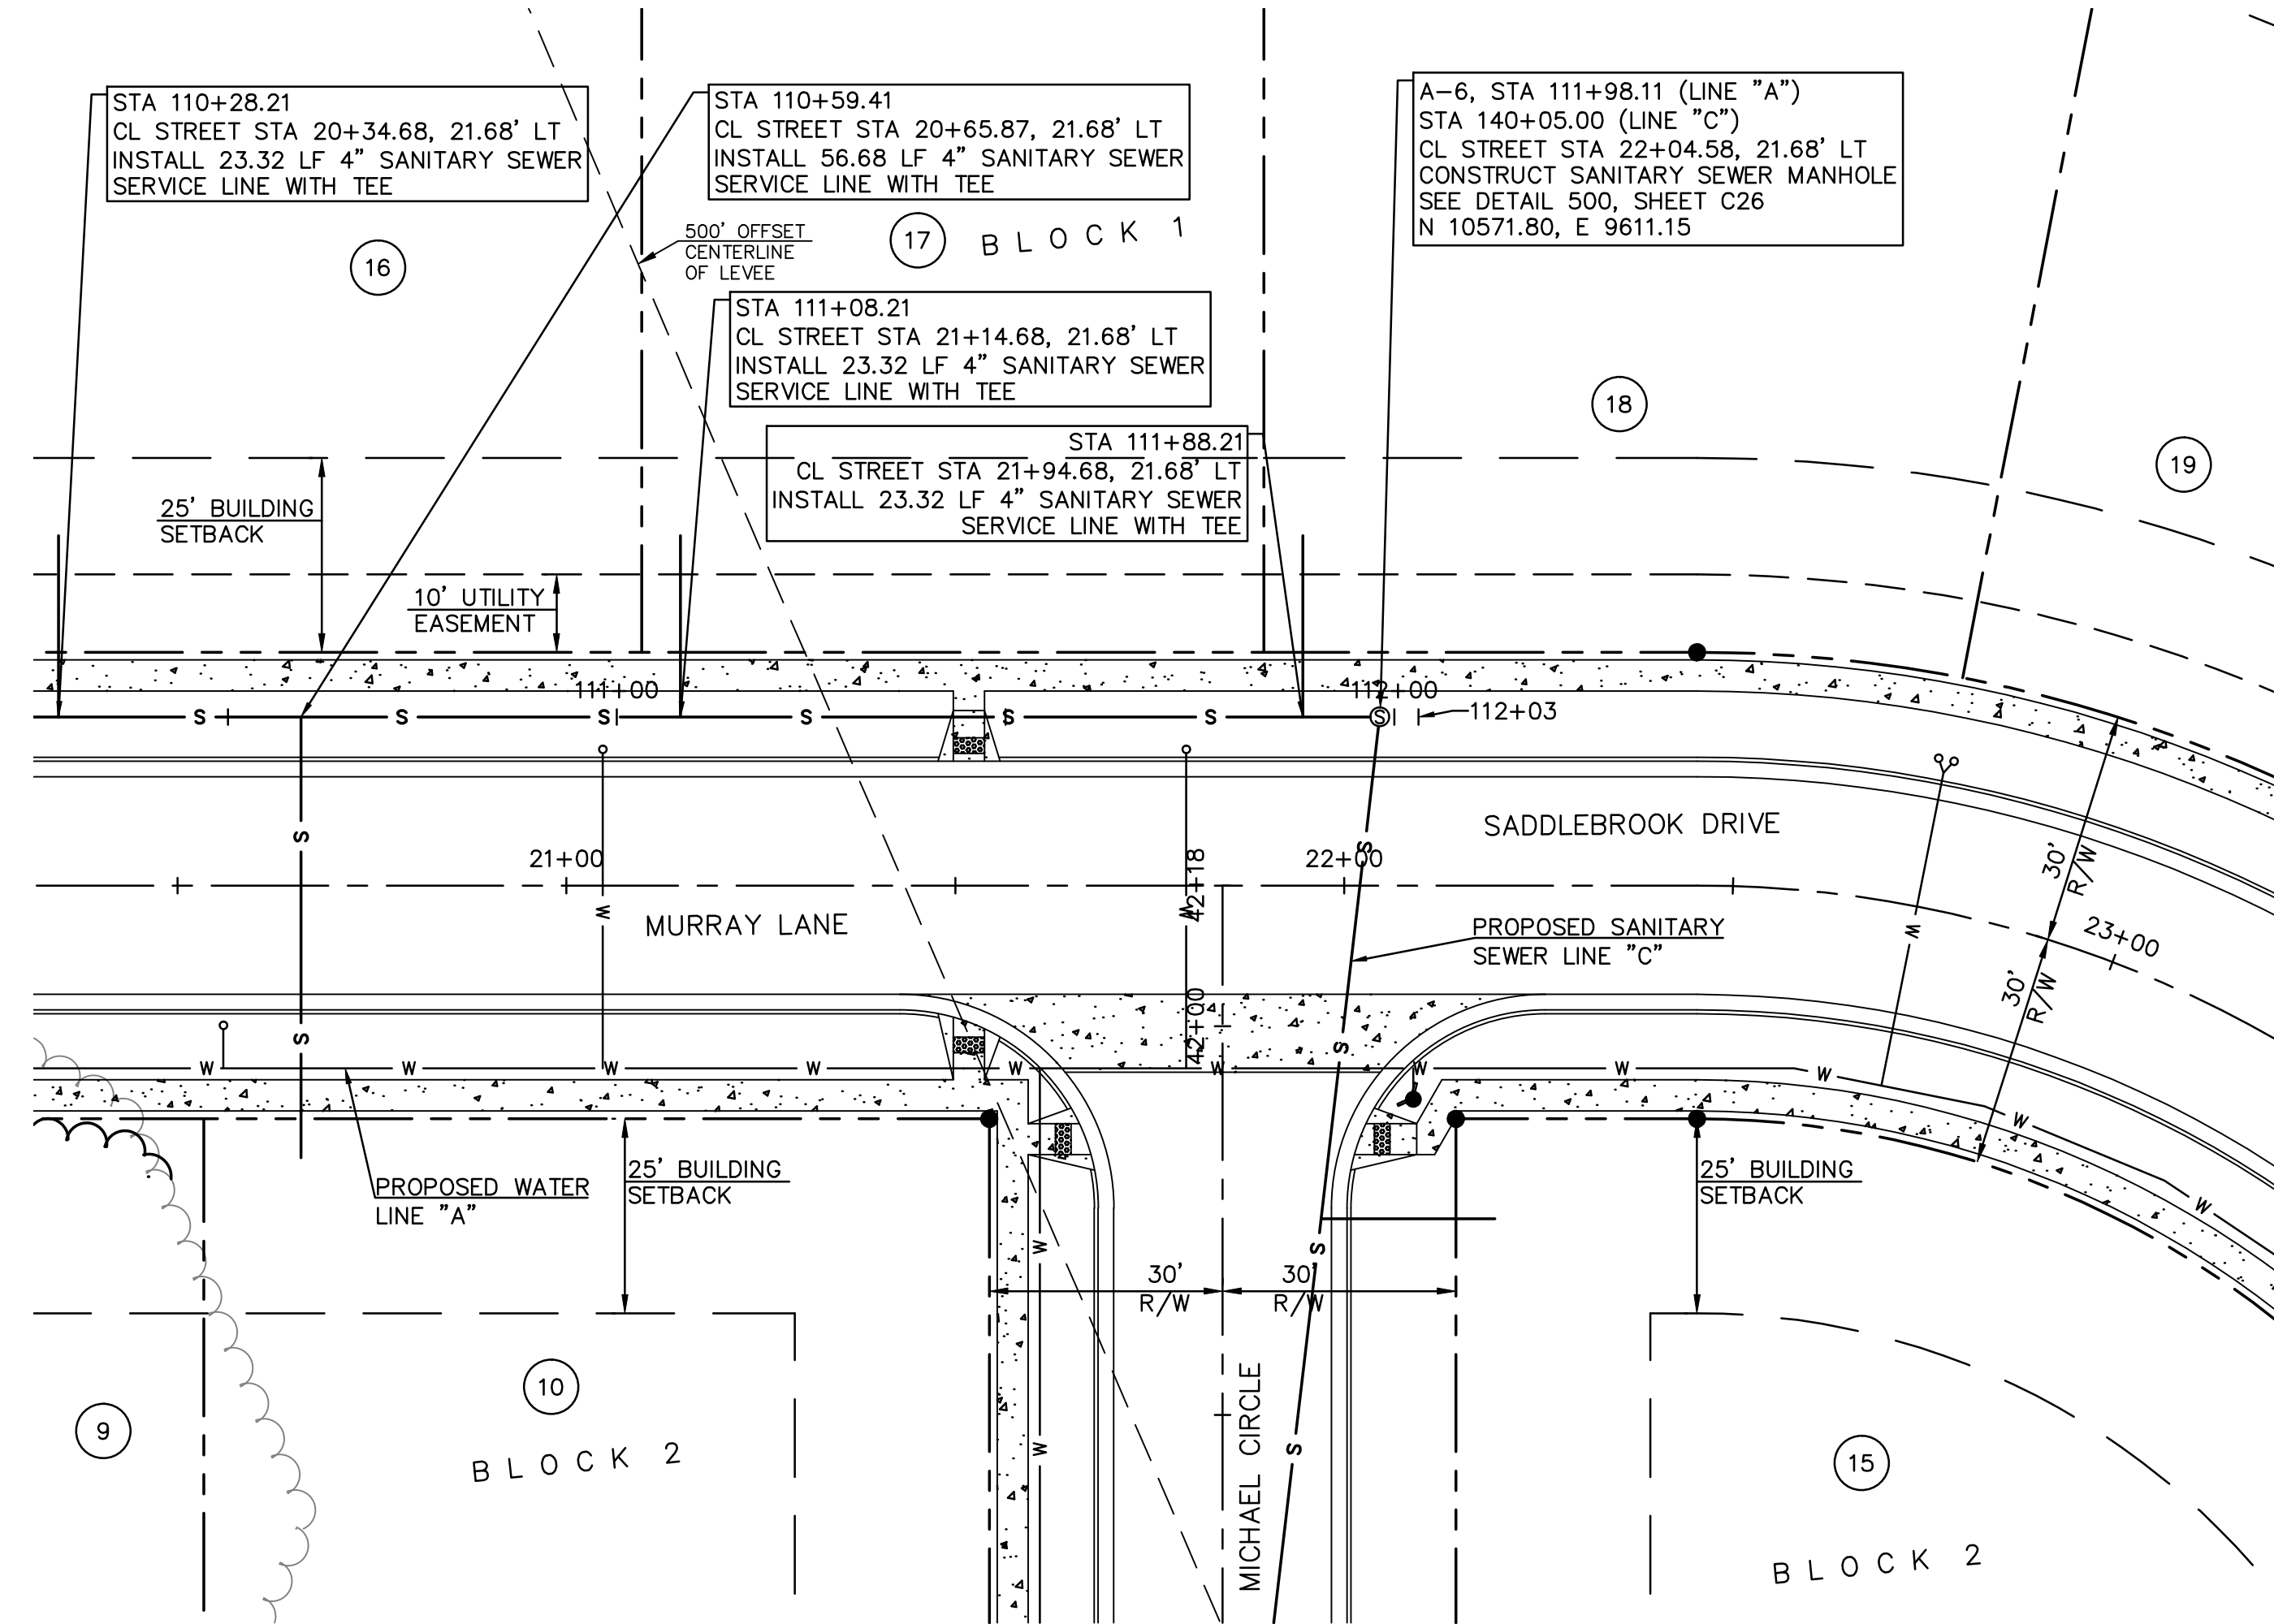 STA 110+28.21
CL STREET STA 20+34.68, 21.68' LT
INSTALL 23.32 LF 4" SANITARY SEWER
SERVICE LINE WITH TEE
STA 110+59.41
CL STREET STA 20+65.87, 21.68' LT
INSTALL 56.68 LF 4" SANITARY SEWER
SERVICE LINE WITH TEE
A-6, STA 111+98.11 (LINE "A")
STA 140+05.00 (LINE "C")
CL STREET STA 22+04.58, 21.68' LT
CONSTRUCT SANITARY SEWER MANHOLE
SEE DETAIL 500, SHEET C26
N 10571.80, E 9611.15
16
500' OFFSET
CENTERLINE
OF LEVEE
17
BLOCK 1
STA 111+08.21
CL STREET STA 21+14.68, 21.68' LT
INSTALL 23.32 LF 4" SANITARY SEWER
SERVICE LINE WITH TEE
18
STA 111+88.21
CL STREET STA 21+94.68, 21.68' LT
INSTALL 23.32 LF 4" SANITARY SEWER
SERVICE LINE WITH TEE
19
25' BUILDING
SETBACK
10' UTILITY
EASEMENT
111+00
112+00
S S S S S S S
112+03
S
S
SADDLEBROOK DRIVE
21+00
42+18
22+00
30'
R/W
W
W
W
MURRAY LANE
PROPOSED SANITARY
SEWER LINE "C"
23+00
30'
R/W
42+00
S
S
W W W W W W W W W
W
W
PROPOSED WATER
LINE "A"
25' BUILDING
SETBACK
25' BUILDING
SETBACK
W
S
30'
R/W
30'
R/W
10
9
BLOCK 2
W
MICHAEL CIRCLE
S
15
BLOCK 2